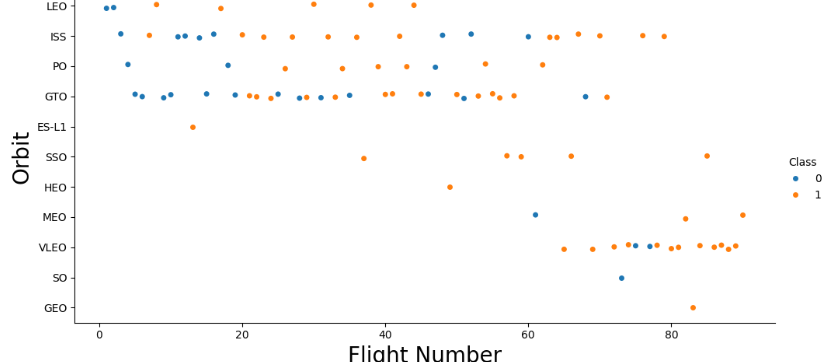 LEO
ISS
PO
GTO
ES-L1
SSO
HEO
MEO
VLEO
SO
GEO
Orbit
0 20 40 60 80
Flight Number
Class
0
1